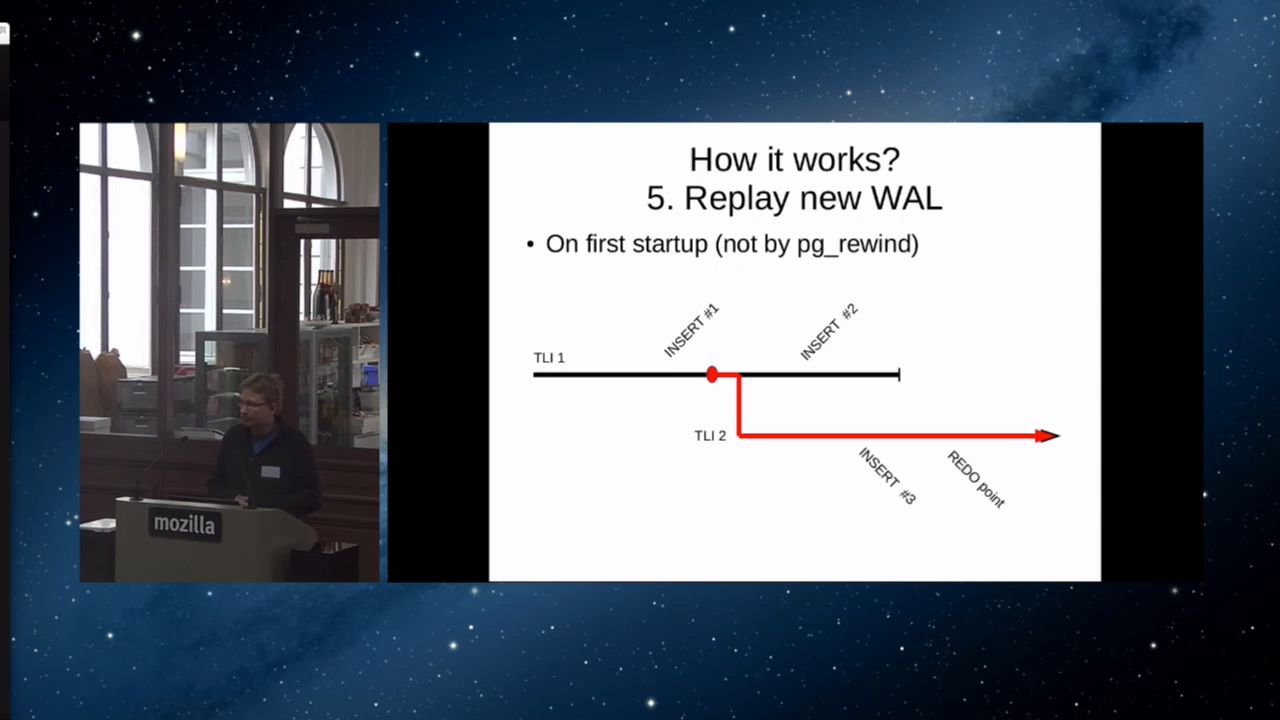 How it works?
5. Replay new WAL
• On first startup (not by pg_rewind)
INSERT #1
INSERT #2
TLI 1
TLI 2
INSERT #3
REDO point
mozilla